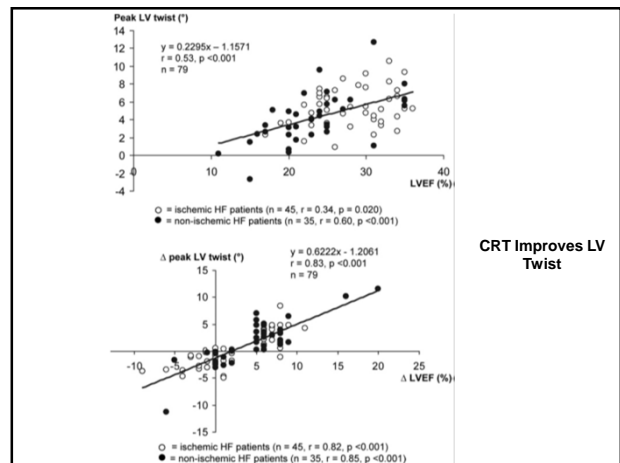 Peak LV twist (°)
14
12
10
8
6
4
2
0
-2
-4
y = 0.2295x – 1.1571
r = 0.53, p <0.001
n = 79
0
10
20
30
40
LVEF (%)
○ = ischemic HF patients (n = 45, r = 0.34, p = 0.020)
● = non-ischemic HF patients (n = 35, r = 0.60, p <0.001)
Δ peak LV twist (°)
y = 0.6222x - 1.2061
r = 0.83, p <0.001
n = 79
15
10
5
0
-5
-10
-15
-10
-5
0
5
10
15
20
25
Δ LVEF (%)
○ = ischemic HF patients (n = 45, r = 0.82, p <0.001)
● = non-ischemic HF patients (n = 35, r = 0.85, p <0.001)
CRT Improves LV
Twist